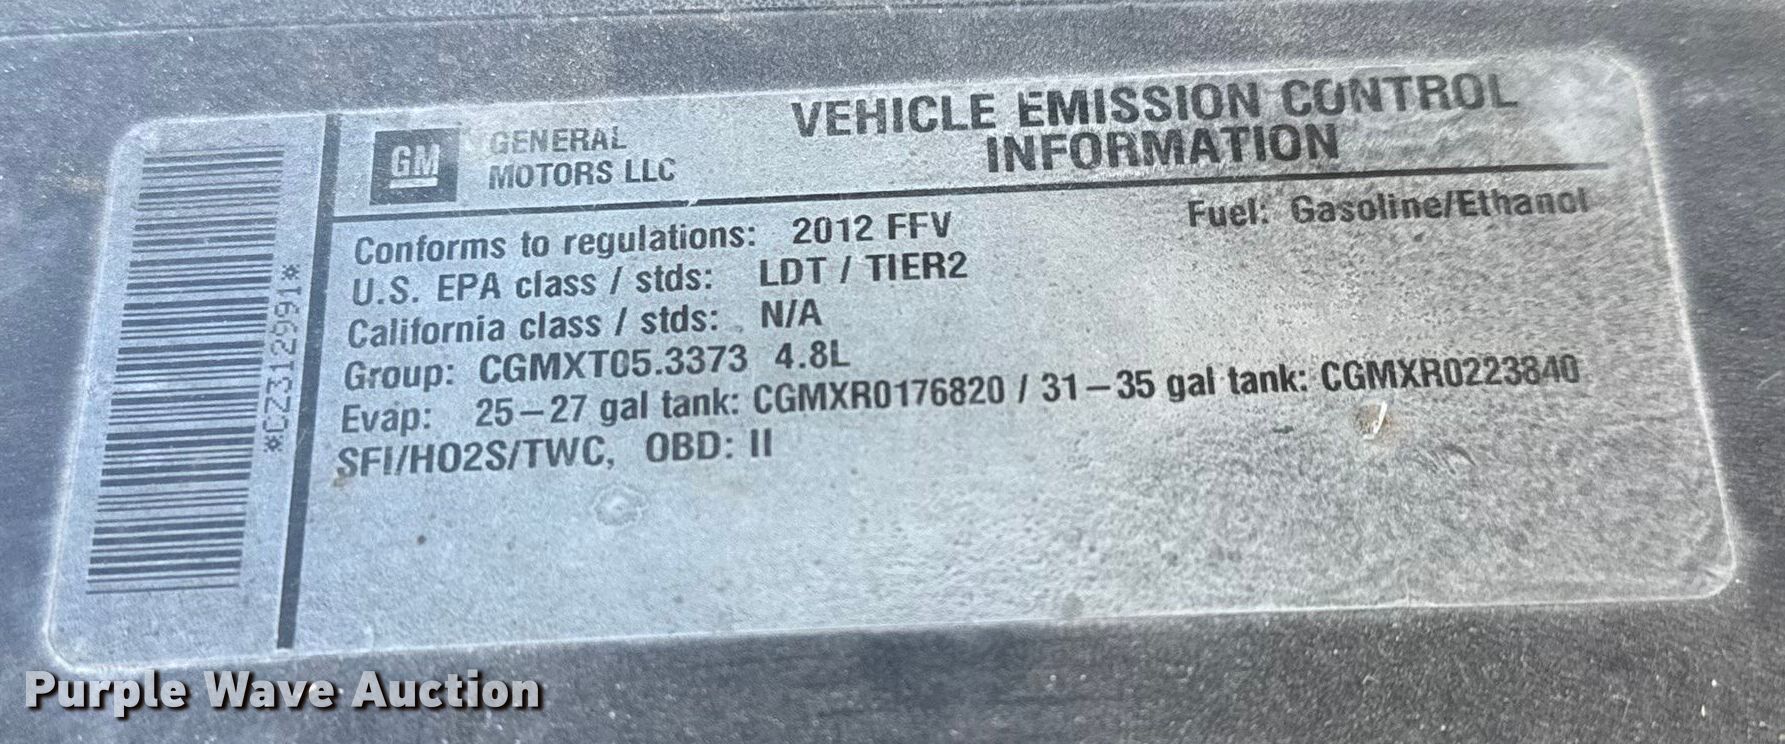 GM
GENERAL
MOTORS LLC
VEHICLE EMISSION CONTROL
INFORMATION
Conforms to regulations: 2012 FFV
Fuel: Gasoline/Ethanol
U.S. EPA class / stds: LDT / TIER2
California class / stds: N/A
Group: CGMXT05.3373 4.8L
Evap: 25-27 gal tank: CGMXR0176820 / 31-35 gal tank: CGMXR0223840
SFI/HO2S/TWC, OBD: II
*CZ312991*
Purple Wave Auction